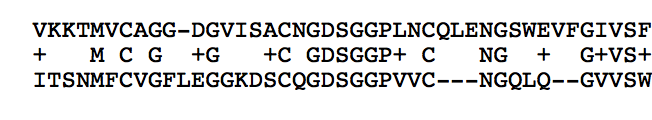 VKKTMVCAGG-DGVISACNGDSGGPLNCQLENGSWEVFGIVSF
+   M C G  +G   +C GDSGGP+ C   NG  +  G+VS+
ITSNMFCVGFLEGGKDSCQGDSGGPVVC---NGQLQ--GVVSW